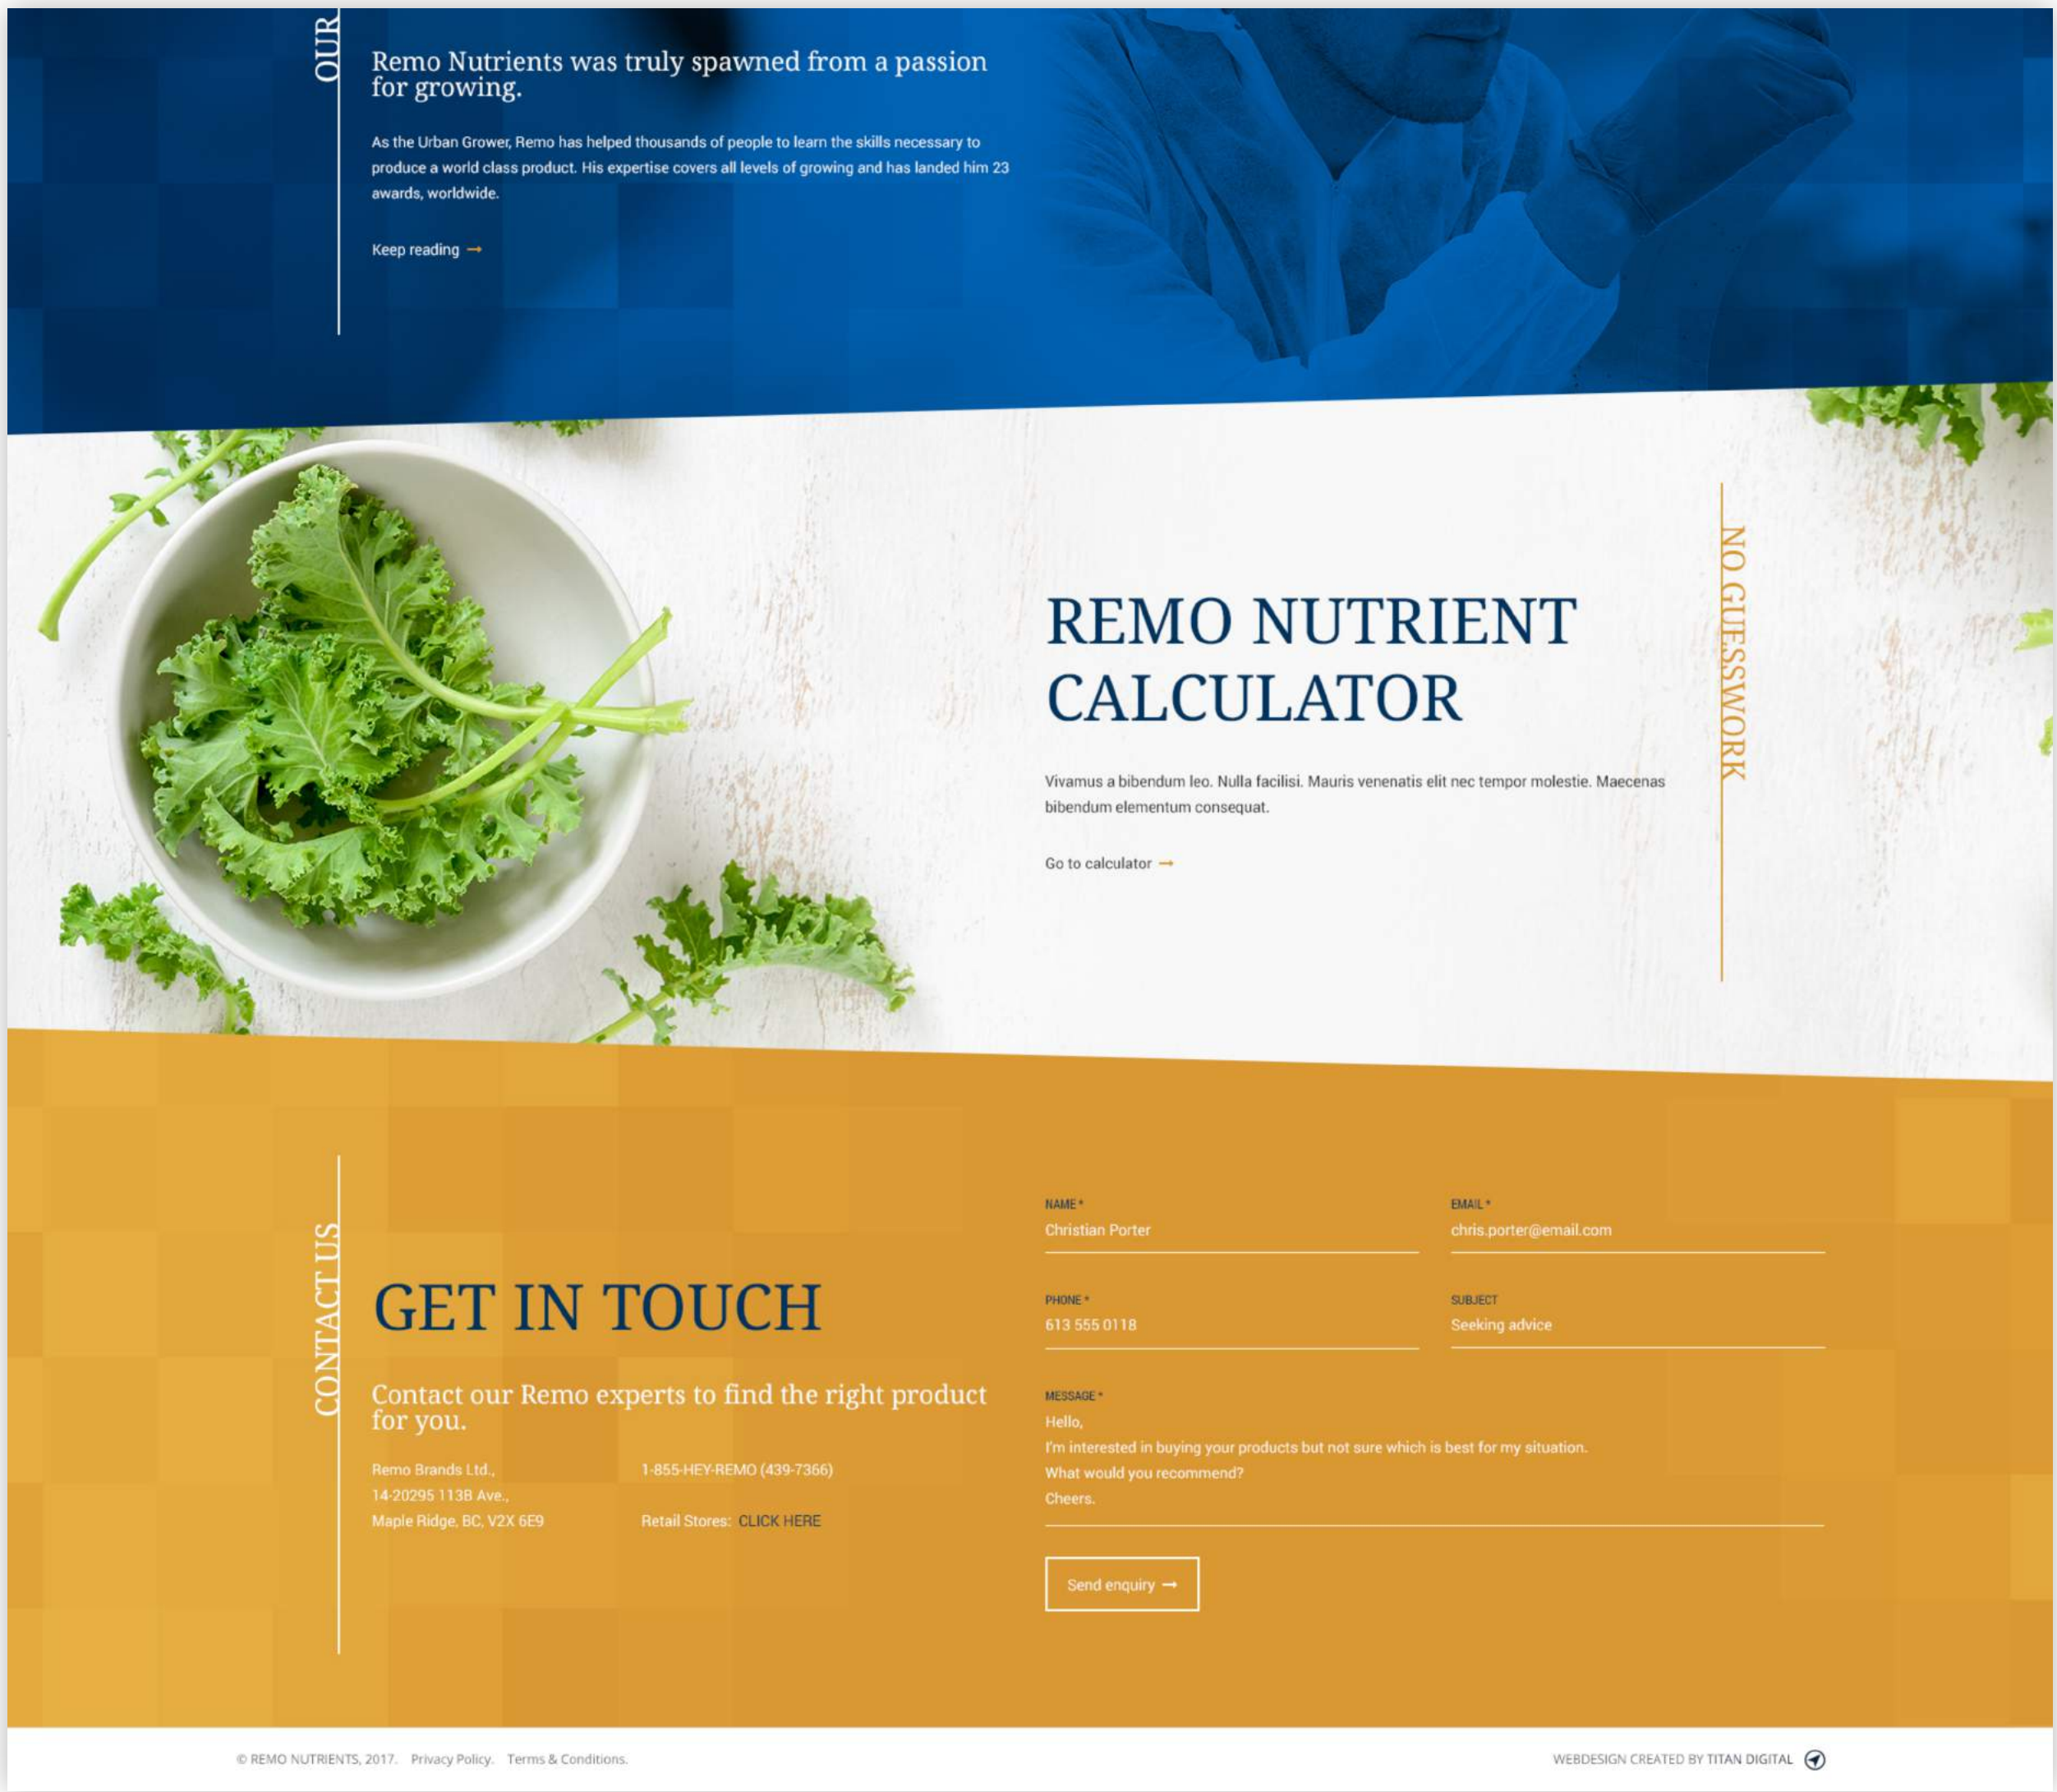 OUR
Remo Nutrients was truly spawned from a passion
for growing.
As the Urban Grower, Remo has helped thousands of people to learn the skills necessary to
produce a world class product. His expertise covers all levels of growing and has landed him 23
awards, worldwide.
Keep reading →
REMO NUTRIENT
CALCULATOR
Vivamus a bibendum leo. Nulla facilisi. Mauris venenatis elit nec tempor molestie. Maecenas
bibendum elementum consequat.
Go to calculator →
NO GUESSWORK
CONTACT US
GET IN TOUCH
Contact our Remo experts to find the right product
for you.
Remo Brands Ltd.,
14-20295 113B Ave.,
Maple Ridge, BC, V2X 6E9
1-855-HEY-REMO (439-7366)
Retail Stores: CLICK HERE
NAME *
Christian Porter
EMAIL *
chris.porter@email.com
PHONE *
613 555 0118
SUBJECT
Seeking advice
MESSAGE *
Hello,
I'm interested in buying your products but not sure which is best for my situation.
What would you recommend?
Cheers.
Send enquiry →
© REMO NUTRIENTS, 2017. Privacy Policy. Terms & Conditions.
WEBDESIGN CREATED BY TITAN DIGITAL